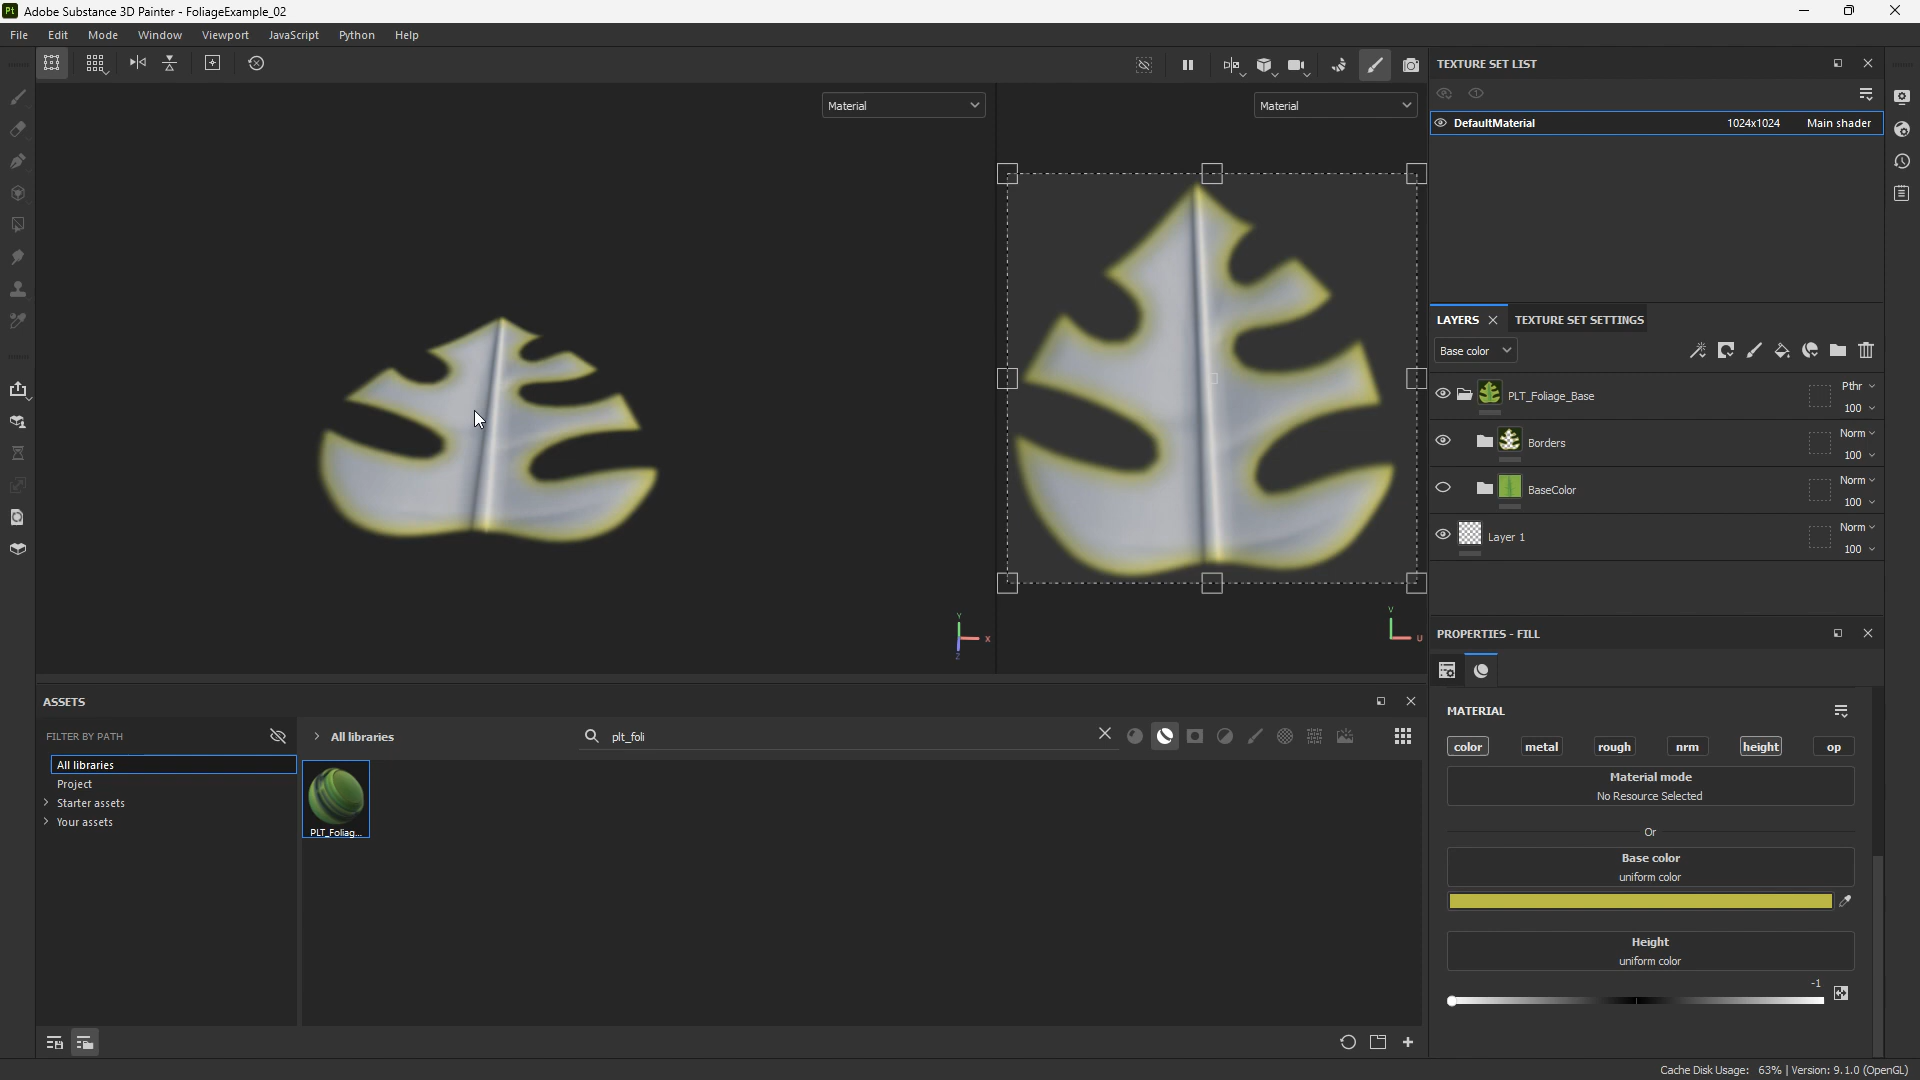 Pt Adobe Substance 3D Painter - FoliageExample_02
File Edit Mode Window Viewport JavaScript Python Help
Material
Material
TEXTURE SET LIST
DefaultMaterial 1024x1024 Main shader
LAYERS TEXTURE SET SETTINGS
Base color
PLT_Foliage_Base Pthr
100
Borders Norm
100
BaseColor Norm
100
Layer 1 Norm
100
Y
X
Z
V
U
PROPERTIES - FILL
MATERIAL
color metal rough nrm height op
Material mode
No Resource Selected
Or
Base color
uniform color
Height
uniform color
-1
ASSETS
FILTER BY PATH
All libraries
Project
Starter assets
Your assets
All libraries
plt_foli
PLT_Foliag...
Cache Disk Usage: 63% | Version: 9.1.0 (OpenGL)